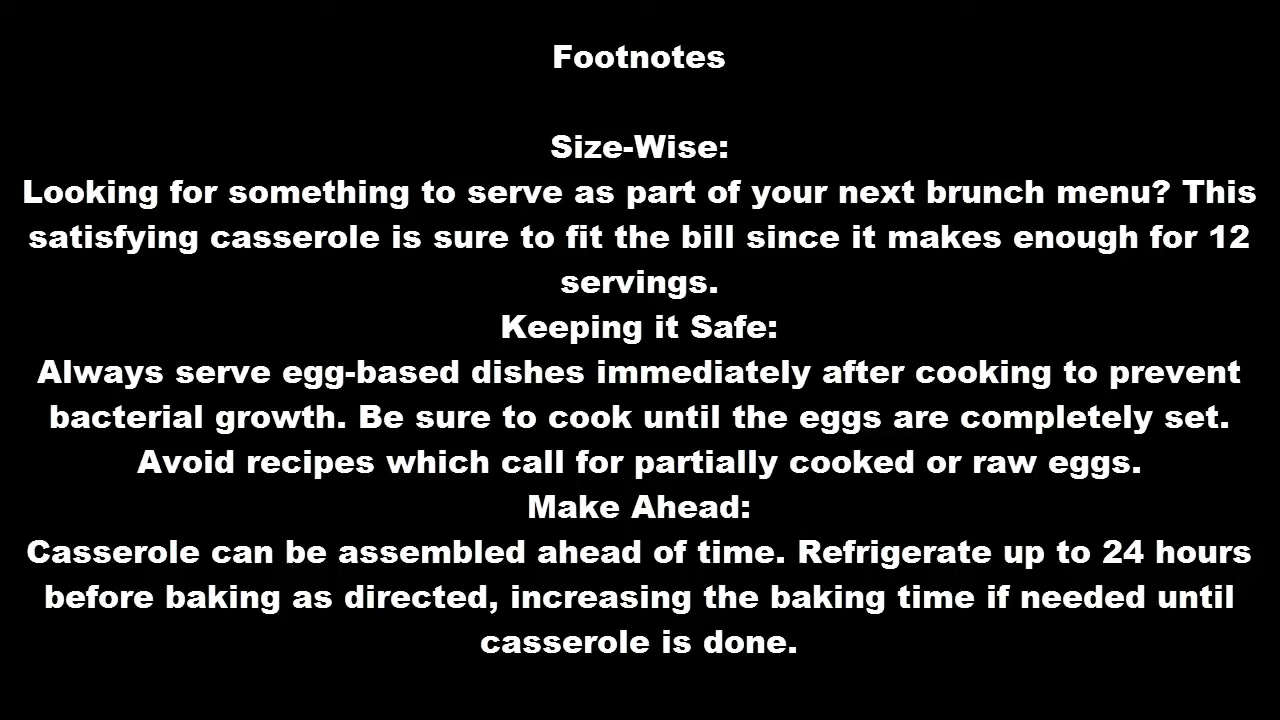 Footnotes
Size-Wise:
Looking for something to serve as part of your next brunch menu? This
satisfying casserole is sure to fit the bill since it makes enough for 12
servings.
Keeping it Safe:
Always serve egg-based dishes immediately after cooking to prevent
bacterial growth. Be sure to cook until the eggs are completely set.
Avoid recipes which call for partially cooked or raw eggs.
Make Ahead:
Casserole can be assembled ahead of time. Refrigerate up to 24 hours
before baking as directed, increasing the baking time if needed until
casserole is done.